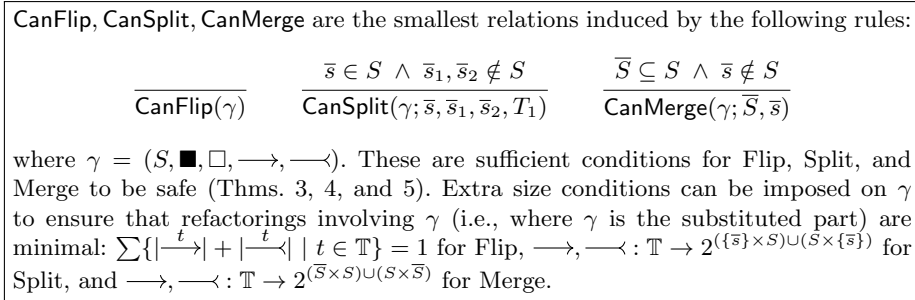 CanFlip, CanSplit, CanMerge are the smallest relations induced by the following rules:
s̅ ∈ S ∧ s̅₁, s̅₂ ∉ S
S̅ ⊆ S ∧ s̅ ∉ S
CanFlip(γ)
CanSplit(γ; s̅, s̅₁, s̅₂, T₁)
CanMerge(γ; S̅, s̅)
where γ = (S, ■, □, ⟶, ⟶<). These are sufficient conditions for Flip, Split, and
Merge to be safe (Thms. 3, 4, and 5). Extra size conditions can be imposed on γ
to ensure that refactorings involving γ (i.e., where γ is the substituted part) are
minimal: ∑{|⟶ᵗ| + |⟶ᵗ<| | t ∈ 𝕋} = 1 for Flip, ⟶, ⟶< : 𝕋 → 2^(({s̅}×S)∪(S×{s̅})) for
Split, and ⟶, ⟶< : 𝕋 → 2^((S̅×S)∪(S×S̅)) for Merge.